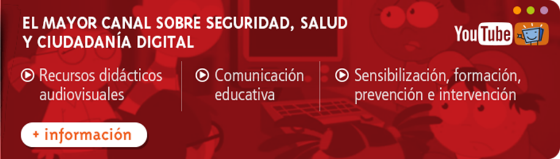 EL MAYOR CANAL SOBRE SEGURIDAD, SALUD
Y CIUDADANÍA DIGITAL
YouTube
Recursos didácticos
audiovisuales
Comunicación
educativa
Sensibilización, formación,
prevención e intervención
+ información